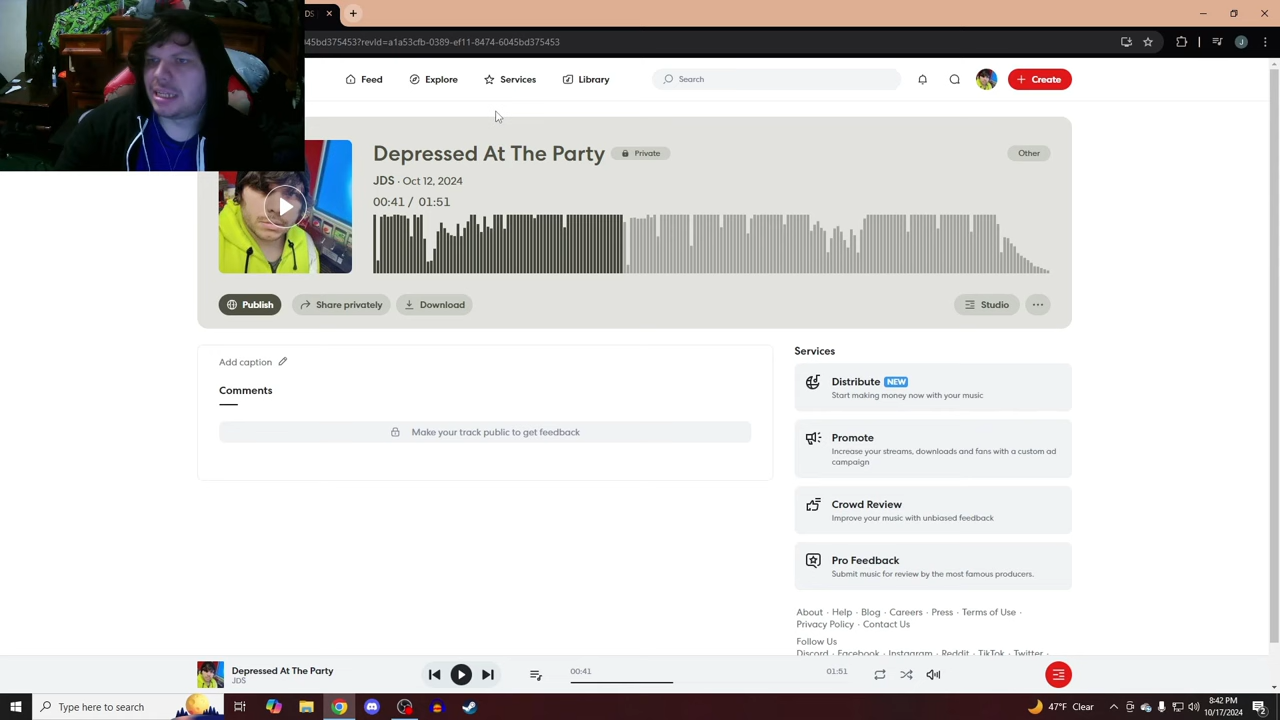 JDS
45bd375453?revId=a1a53cfb-0389-ef11-8474-6045bd375453
J
Feed Explore Services Library Search Create
Depressed At The Party Private Other
JDS · Oct 12, 2024
00:41 / 01:51
Publish Share privately Download Studio
Add caption
Comments
Make your track public to get feedback
Services
Distribute NEW
Start making money now with your music
Promote
Increase your streams, downloads and fans with a custom ad
campaign
Crowd Review
Improve your music with unbiased feedback
Pro Feedback
Submit music for review by the most famous producers.
About · Help · Blog · Careers · Press · Terms of Use ·
Privacy Policy · Contact Us
Follow Us
Discord · Facebook · Instagram · Reddit · TikTok · Twitter ·
Depressed At The Party
JDS
00:41 01:51
Type here to search
47°F Clear
8:42 PM
10/17/2024
2